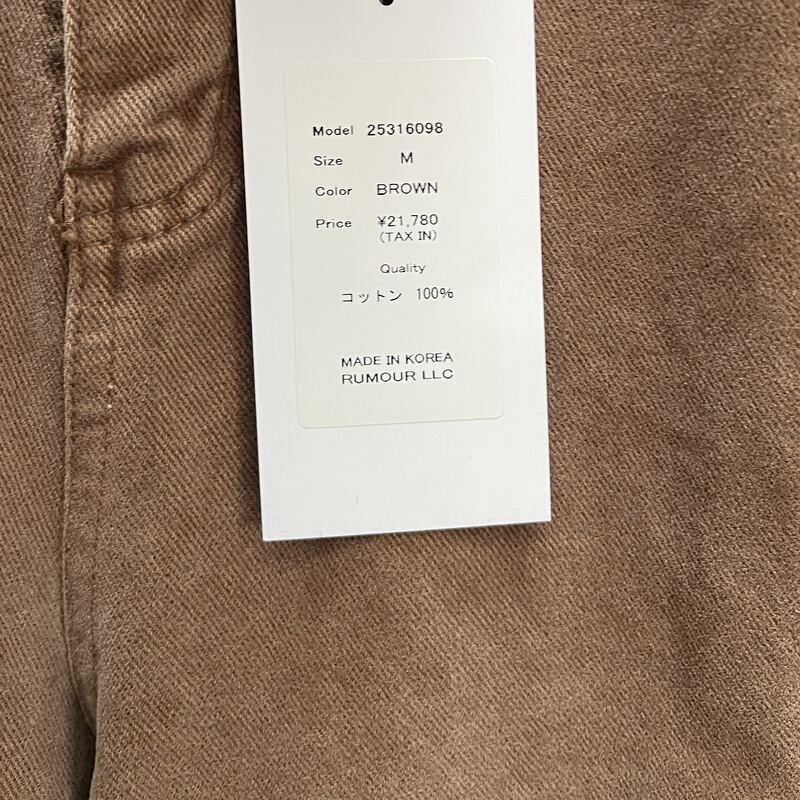 Model 25316098
Size M
Color BROWN
Price ¥21,780
(TAX IN)
Quality
コットン 100%
MADE IN KOREA
RUMOUR LLC